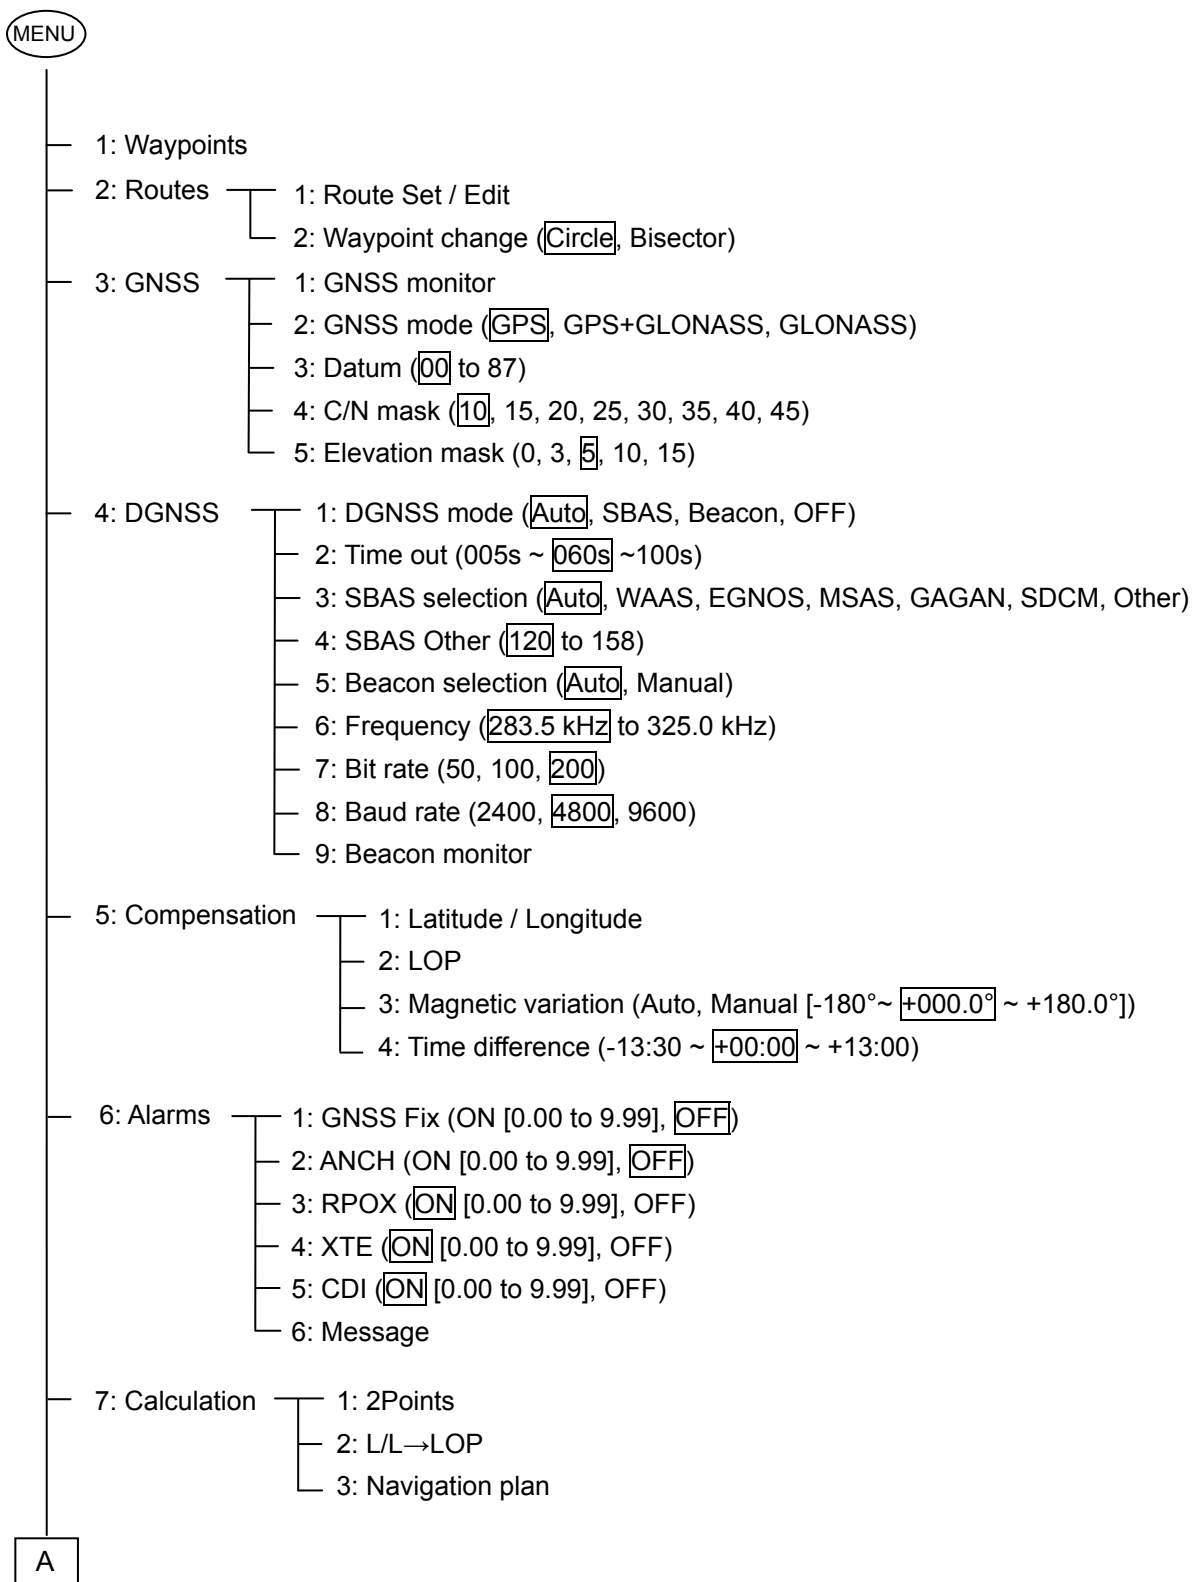 MENU
1: Waypoints
2: Routes
1: Route Set / Edit
2: Waypoint change (Circle, Bisector)
3: GNSS
1: GNSS monitor
2: GNSS mode (GPS, GPS+GLONASS, GLONASS)
3: Datum (00 to 87)
4: C/N mask (10, 15, 20, 25, 30, 35, 40, 45)
5: Elevation mask (0, 3, 5, 10, 15)
4: DGNSS
1: DGNSS mode (Auto, SBAS, Beacon, OFF)
2: Time out (005s ~ 060s ~100s)
3: SBAS selection (Auto, WAAS, EGNOS, MSAS, GAGAN, SDCM, Other)
4: SBAS Other (120 to 158)
5: Beacon selection (Auto, Manual)
6: Frequency (283.5 kHz to 325.0 kHz)
7: Bit rate (50, 100, 200)
8: Baud rate (2400, 4800, 9600)
9: Beacon monitor
5: Compensation
1: Latitude / Longitude
2: LOP
3: Magnetic variation (Auto, Manual [-180°~ +000.0° ~ +180.0°])
4: Time difference (-13:30 ~ +00:00 ~ +13:00)
6: Alarms
1: GNSS Fix (ON [0.00 to 9.99], OFF)
2: ANCH (ON [0.00 to 9.99], OFF)
3: RPOX (ON [0.00 to 9.99], OFF)
4: XTE (ON [0.00 to 9.99], OFF)
5: CDI (ON [0.00 to 9.99], OFF)
6: Message
7: Calculation
1: 2Points
2: L/L→LOP
3: Navigation plan
A